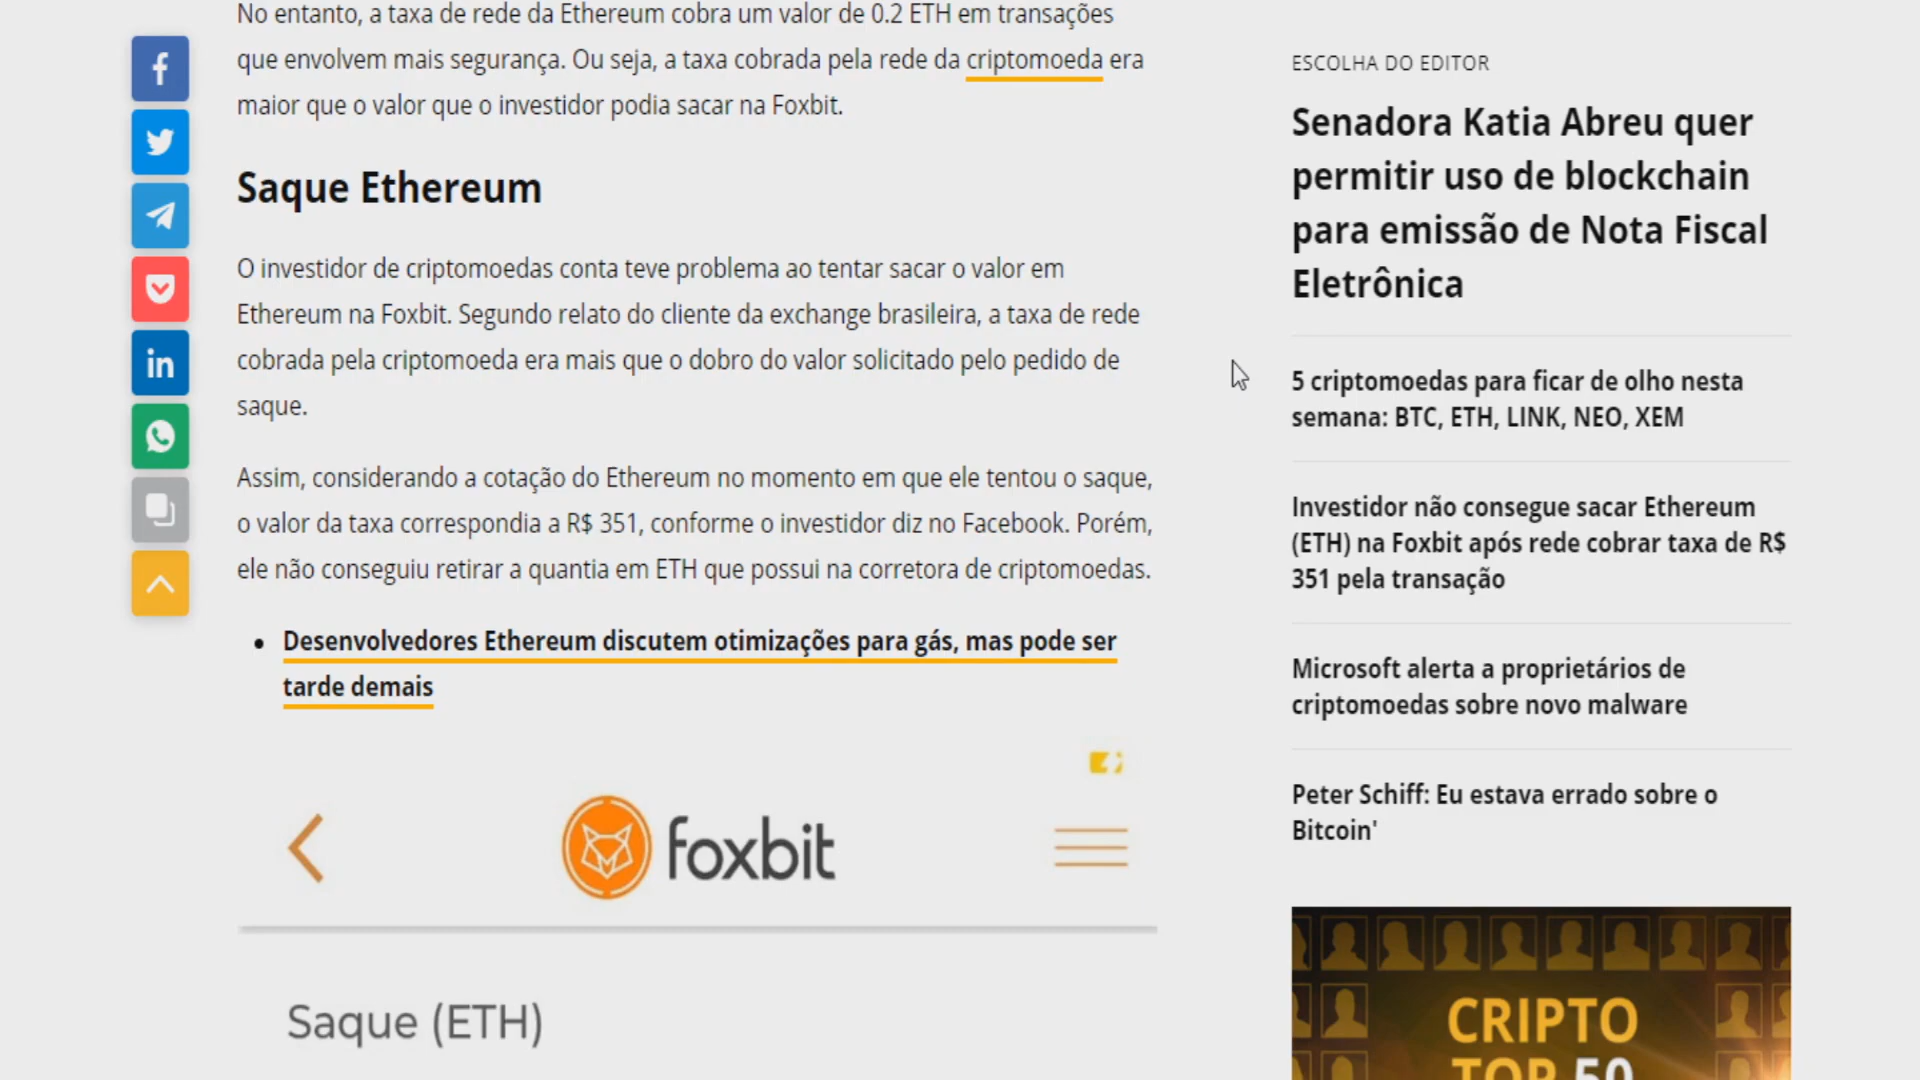 No entanto, a taxa de rede da Ethereum cobra um valor de 0.2 ETH em transações
que envolvem mais segurança. Ou seja, a taxa cobrada pela rede da criptomoeda era
maior que o valor que o investidor podia sacar na Foxbit.
Saque Ethereum
O investidor de criptomoedas conta teve problema ao tentar sacar o valor em
Ethereum na Foxbit. Segundo relato do cliente da exchange brasileira, a taxa de rede
cobrada pela criptomoeda era mais que o dobro do valor solicitado pelo pedido de
saque.
Assim, considerando a cotação do Ethereum no momento em que ele tentou o saque,
o valor da taxa correspondia a R$ 351, conforme o investidor diz no Facebook. Porém,
ele não conseguiu retirar a quantia em ETH que possui na corretora de criptomoedas.
Desenvolvedores Ethereum discutem otimizações para gás, mas pode ser
tarde demais
foxbit
Saque (ETH)
ESCOLHA DO EDITOR
Senadora Katia Abreu quer
permitir uso de blockchain
para emissão de Nota Fiscal
Eletrônica
5 criptomoedas para ficar de olho nesta
semana: BTC, ETH, LINK, NEO, XEM
Investidor não consegue sacar Ethereum
(ETH) na Foxbit após rede cobrar taxa de R$
351 pela transação
Microsoft alerta a proprietários de
criptomoedas sobre novo malware
Peter Schiff: Eu estava errado sobre o
Bitcoin'
CRIPTO
TOP 50